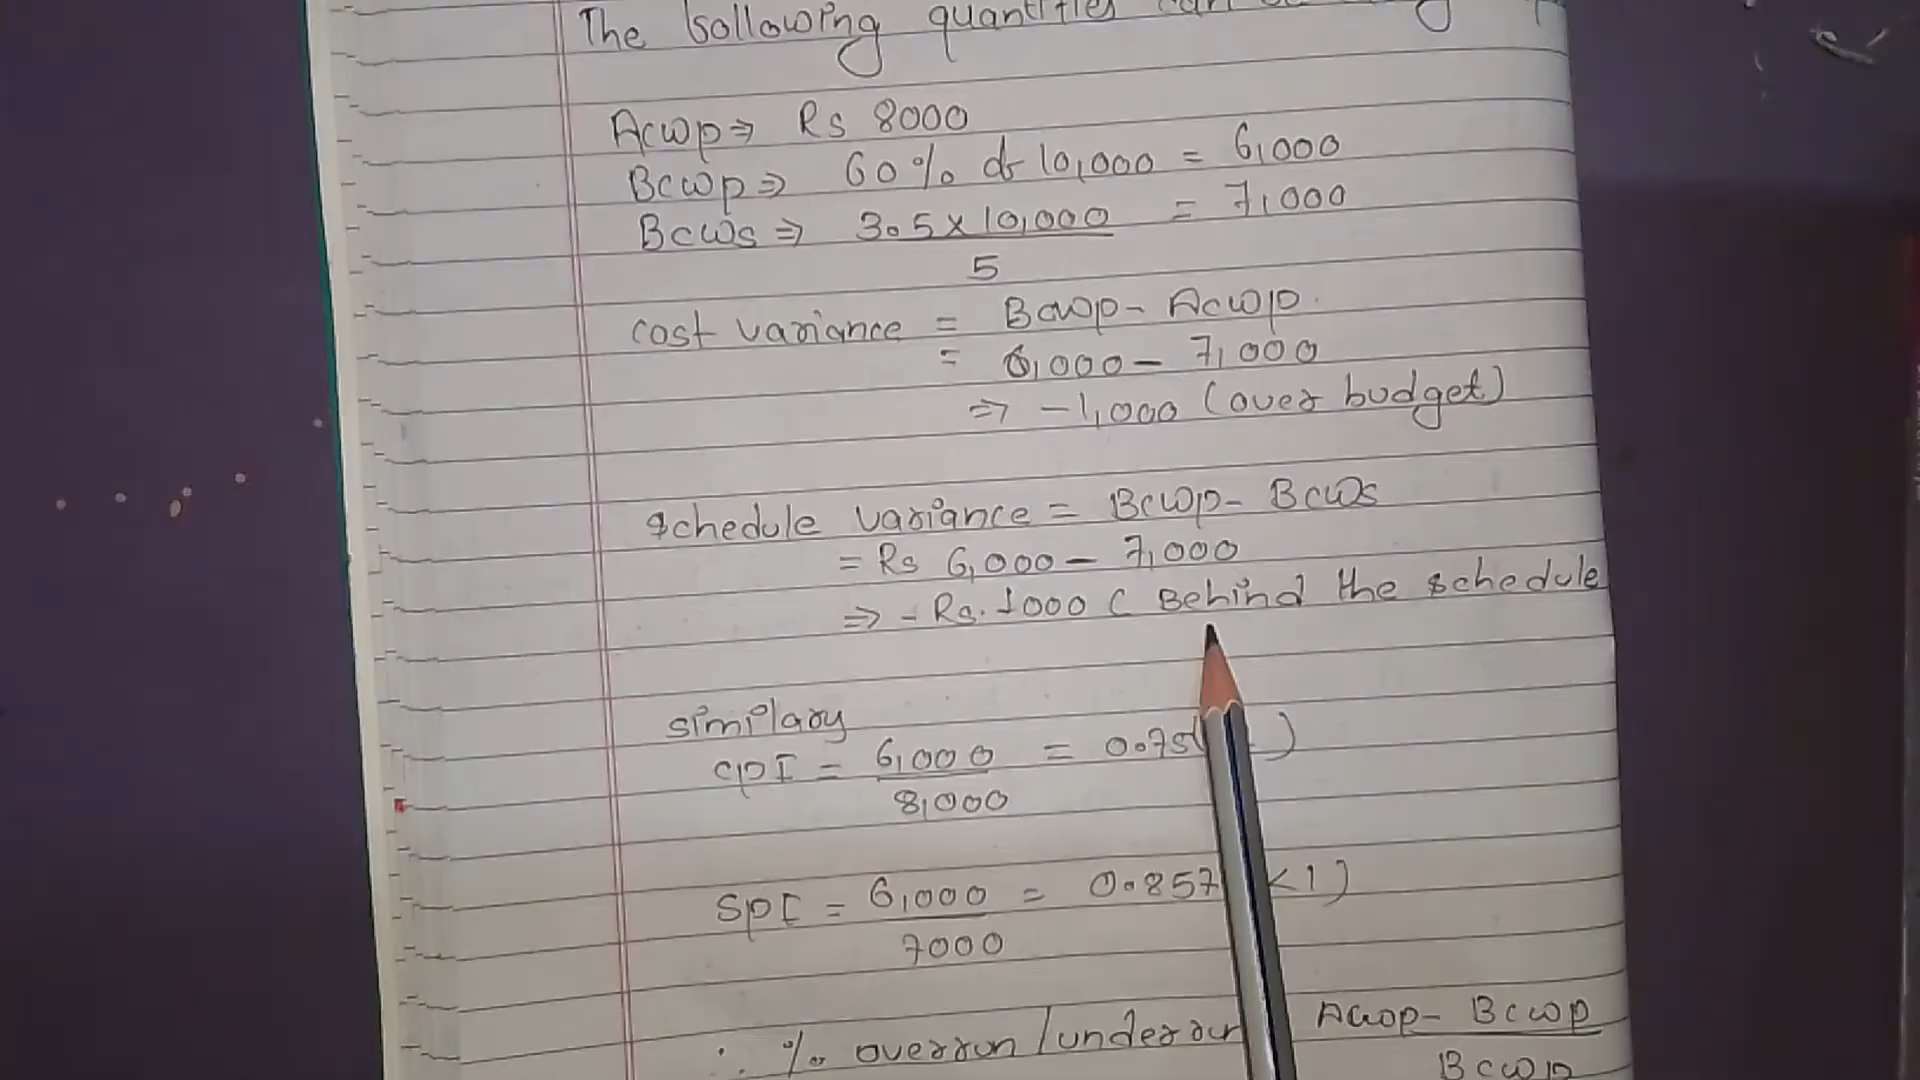 The following quantities can
Acwp ⇒ Rs 8000
Bcwp ⇒ 60% of 10,000 = 6,000
Bcws ⇒ 3.5 x 10,000 = 7,000
5
cost variance = Bcwp - Acwp.
= 6,000 - 7,000
⇒ -1,000 (over budget)
Schedule variance = Bcwp - Bcws
= Rs 6,000 - 7,000
⇒ - Rs. 1000 ( Behind the schedule
similary
CPI = 6,000 = 0.75( )
8,000
SPI = 6,000 = 0.857 <1)
7000
∴ % overrun / underrun Acwp - Bcwp
Bcwp